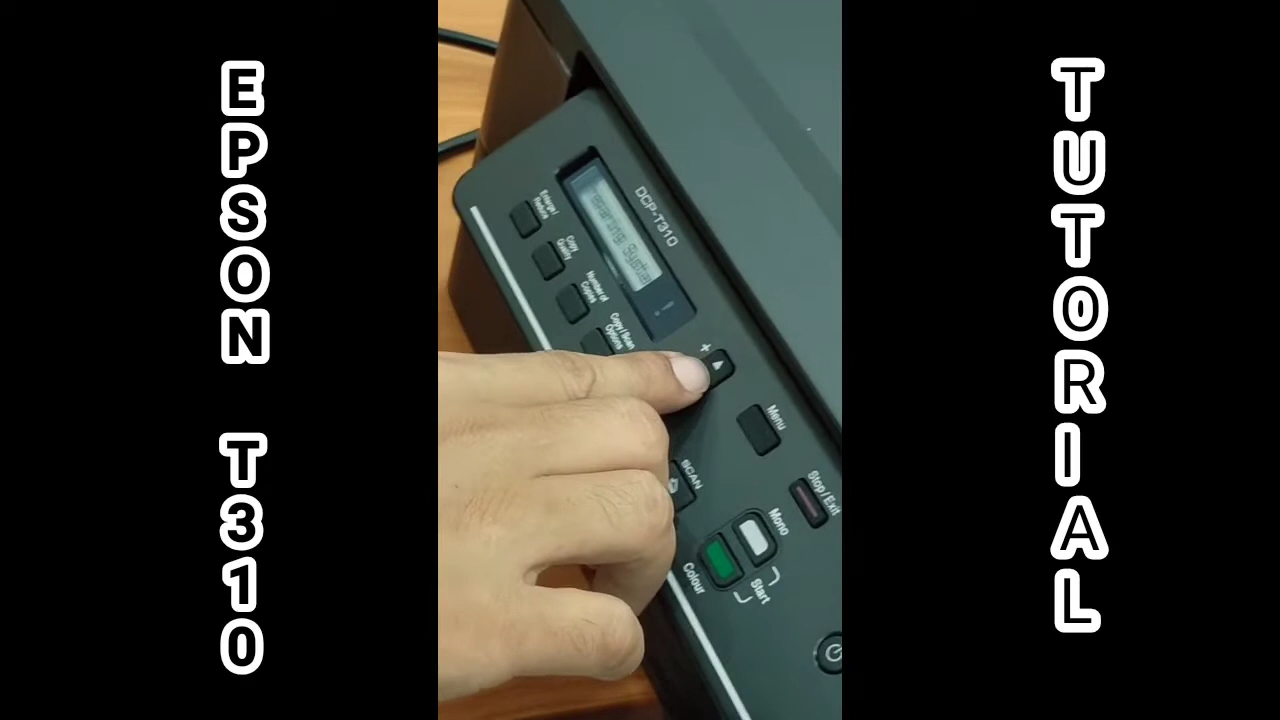 EPSON T310
TUTORIAL
DCP-T310
Enlarge /
Reduce
Copy
Quality
Number of
Copies
Copy / Scan
Options
+
Menu
SCAN
Stop / Exit
Mono
Colour
Start